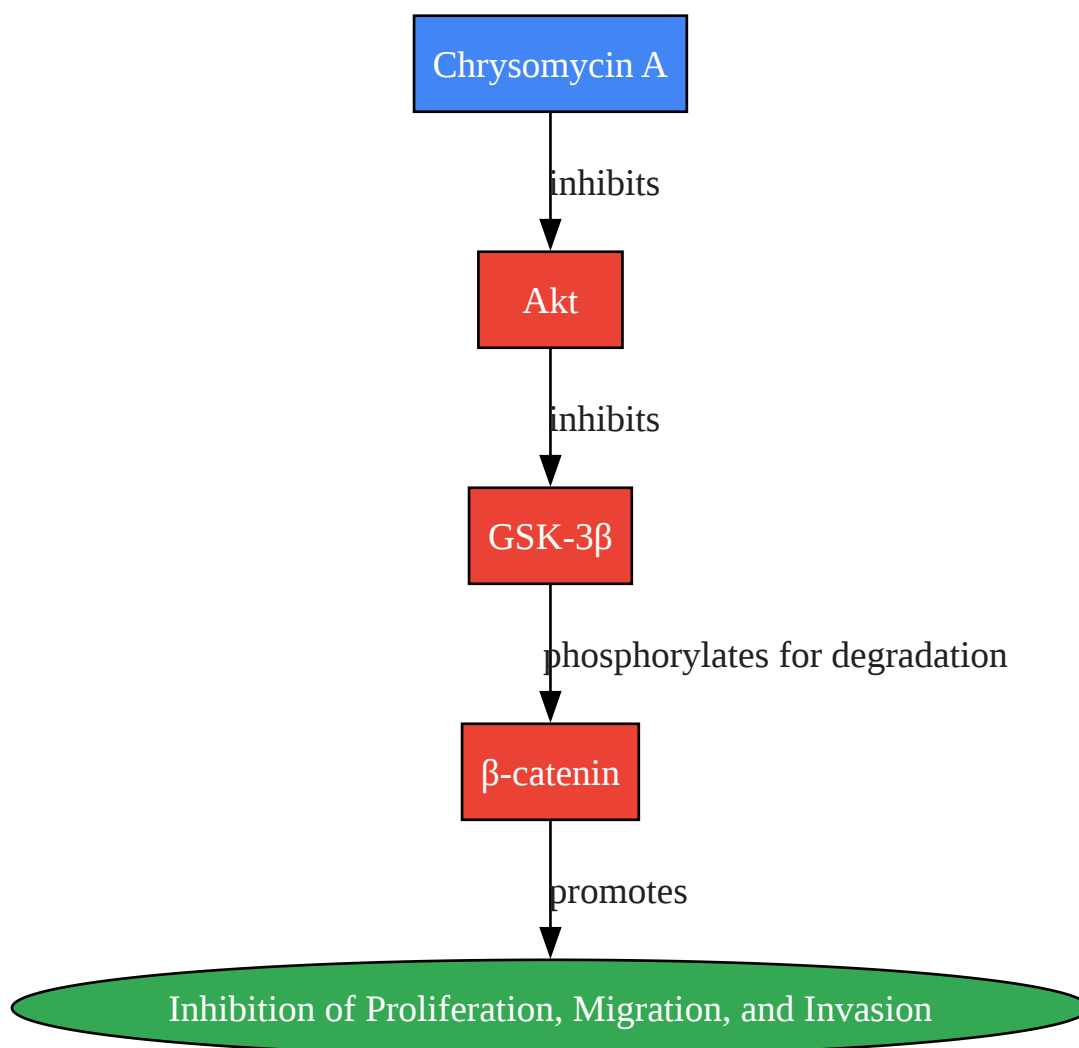 Chrysomycin A
inhibits
Akt
inhibits
GSK-3β
phosphorylates for degradation
β-catenin
promotes
Inhibition of Proliferation, Migration, and Invasion